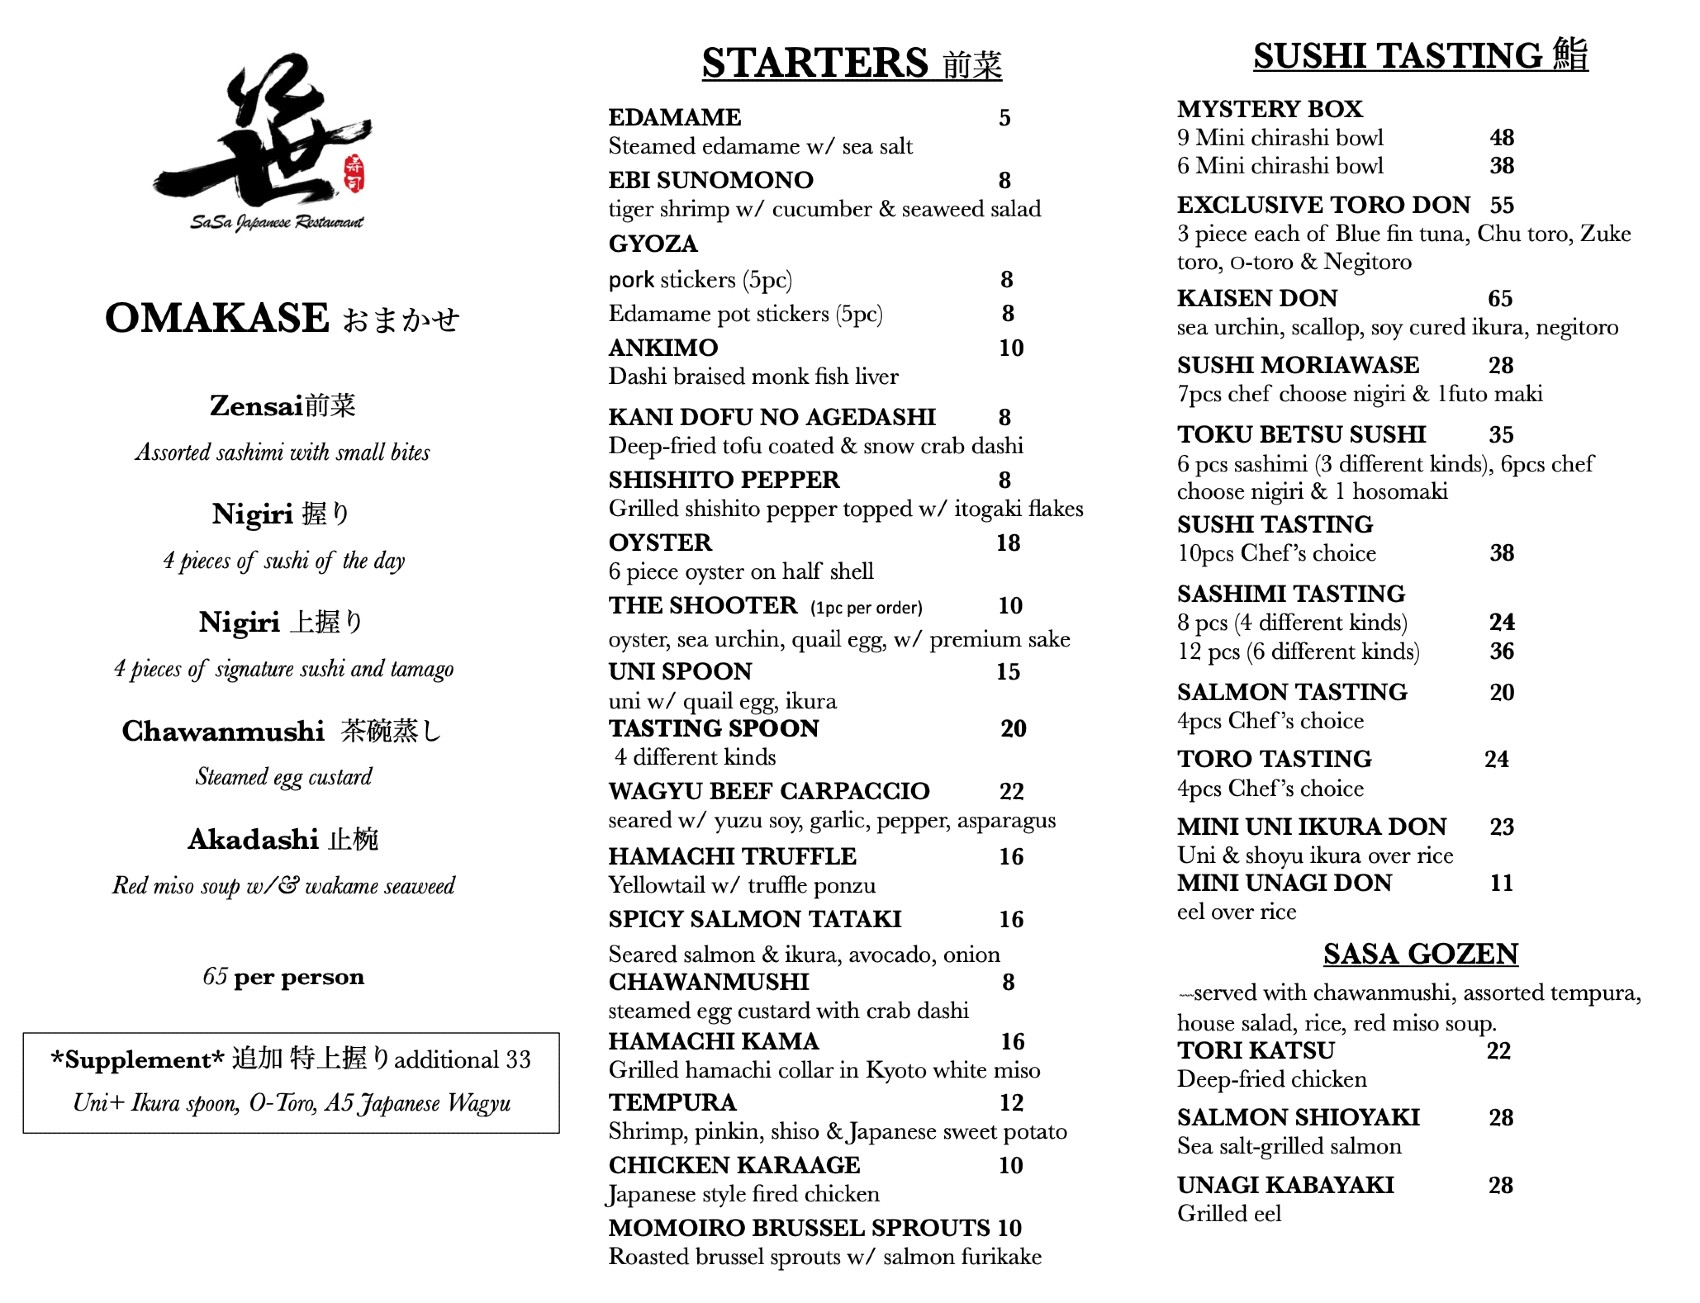 笹
寿司
SaSa Japanese Restaurant
OMAKASE おまかせ
Zensai前菜
Assorted sashimi with small bites
Nigiri 握り
4 pieces of sushi of the day
Nigiri 上握り
4 pieces of signature sushi and tamago
Chawanmushi 茶碗蒸し
Steamed egg custard
Akadashi 止椀
Red miso soup w/& wakame seaweed
65 per person
*Supplement* 追加 特上握り additional 33
Uni+ Ikura spoon, O-Toro, A5 Japanese Wagyu
STARTERS 前菜
EDAMAME 5
Steamed edamame w/ sea salt
EBI SUNOMONO 8
tiger shrimp w/ cucumber & seaweed salad
GYOZA
pork stickers (5pc) 8
Edamame pot stickers (5pc) 8
ANKIMO 10
Dashi braised monk fish liver
KANI DOFU NO AGEDASHI 8
Deep-fried tofu coated & snow crab dashi
SHISHITO PEPPER 8
Grilled shishito pepper topped w/ itogaki flakes
OYSTER 18
6 piece oyster on half shell
THE SHOOTER (1pc per order) 10
oyster, sea urchin, quail egg, w/ premium sake
UNI SPOON 15
uni w/ quail egg, ikura
TASTING SPOON 20
4 different kinds
WAGYU BEEF CARPACCIO 22
seared w/ yuzu soy, garlic, pepper, asparagus
HAMACHI TRUFFLE 16
Yellowtail w/ truffle ponzu
SPICY SALMON TATAKI 16
Seared salmon & ikura, avocado, onion
CHAWANMUSHI 8
steamed egg custard with crab dashi
HAMACHI KAMA 16
Grilled hamachi collar in Kyoto white miso
TEMPURA 12
Shrimp, pinkin, shiso & Japanese sweet potato
CHICKEN KARAAGE 10
Japanese style fired chicken
MOMOIRO BRUSSEL SPROUTS 10
Roasted brussel sprouts w/ salmon furikake
SUSHI TASTING 鮨
MYSTERY BOX
9 Mini chirashi bowl 48
6 Mini chirashi bowl 38
EXCLUSIVE TORO DON 55
3 piece each of Blue fin tuna, Chu toro, Zuke
toro, O-toro & Negitoro
KAISEN DON 65
sea urchin, scallop, soy cured ikura, negitoro
SUSHI MORIAWASE 28
7pcs chef choose nigiri & 1futo maki
TOKU BETSU SUSHI 35
6 pcs sashimi (3 different kinds), 6pcs chef
choose nigiri & 1 hosomaki
SUSHI TASTING
10pcs Chef's choice 38
SASHIMI TASTING
8 pcs (4 different kinds) 24
12 pcs (6 different kinds) 36
SALMON TASTING 20
4pcs Chef's choice
TORO TASTING 24
4pcs Chef's choice
MINI UNI IKURA DON 23
Uni & shoyu ikura over rice
MINI UNAGI DON 11
eel over rice
SASA GOZEN
---served with chawanmushi, assorted tempura,
house salad, rice, red miso soup.
TORI KATSU 22
Deep-fried chicken
SALMON SHIOYAKI 28
Sea salt-grilled salmon
UNAGI KABAYAKI 28
Grilled eel